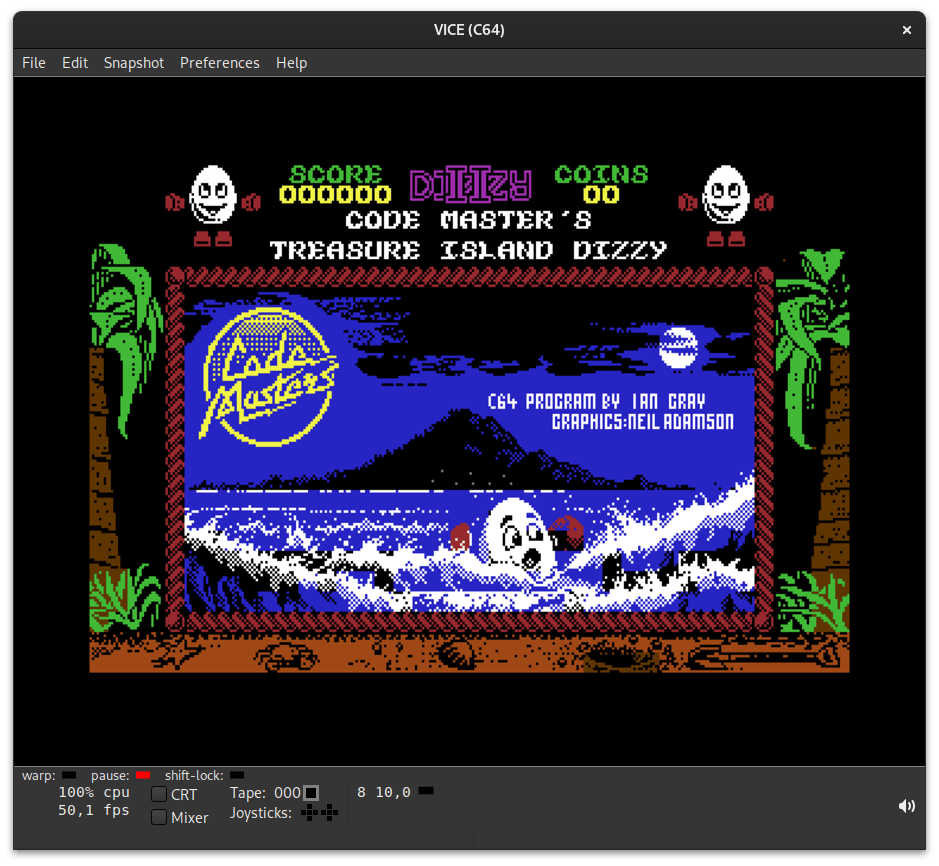 VICE (C64)
File Edit Snapshot Preferences Help
SCORE DIZZY COINS
000000 II 00
CODE MASTER'S
TREASURE ISLAND DIZZY
Code
Masters
C64 PROGRAM BY IAN GRAY
GRAPHICS:NEIL ADAMSON
warp: pause: shift-lock:
100% cpu CRT Tape: 000 8 10,0
50,1 fps Mixer Joysticks: